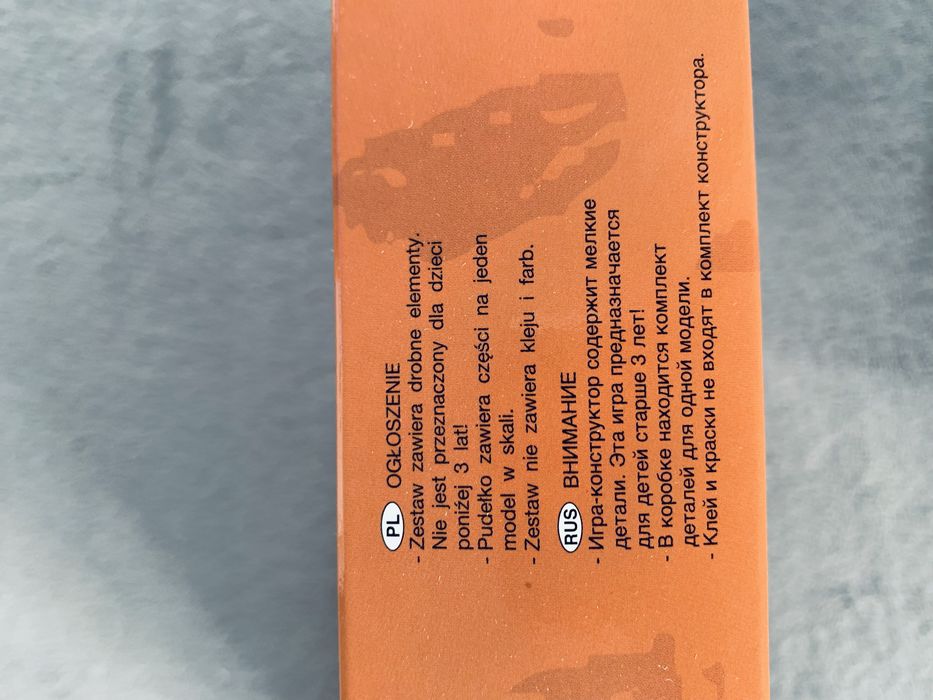 PL OGŁOSZENIE
- Zestaw zawiera drobne elementy.
Nie jest przeznaczony dla dzieci
poniżej 3 lat!
- Pudełko zawiera części na jeden
model w skali.
- Zestaw nie zawiera kleju i farb.
RUS ВНИМАНИЕ
- Игра-конструктор содержит мелкие
детали. Эта игра предназначается
для детей старше 3 лет!
- В коробке находится комплект
деталей для одной модели.
- Клей и краски не входят в комплект конструктора.